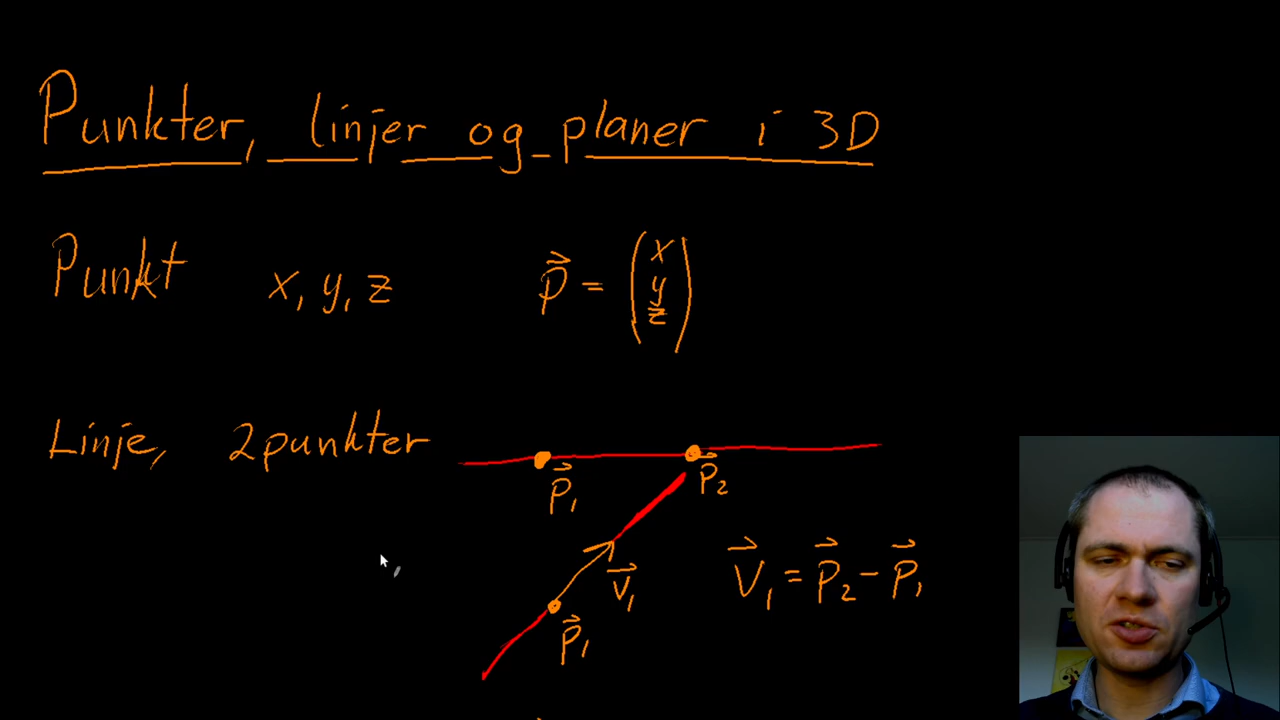 Punkter, linjer og planer i 3D
Punkt x, y, z p⃗ = (x y z)
Linje, 2punkter
p⃗₁ p⃗₂
v⃗₁ v⃗₁ = p⃗₂ - p⃗₁
p⃗₁